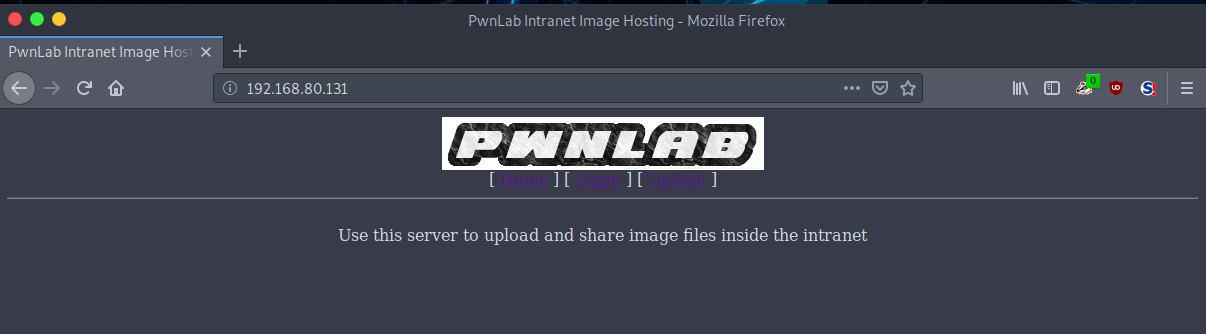 PwnLab Intranet Image Hosting - Mozilla Firefox
PwnLab Intranet Image Host
192.168.80.131
0
UD
S!
PWNLAB
[ Home ] [ Login ] [ Upload ]
Use this server to upload and share image files inside the intranet